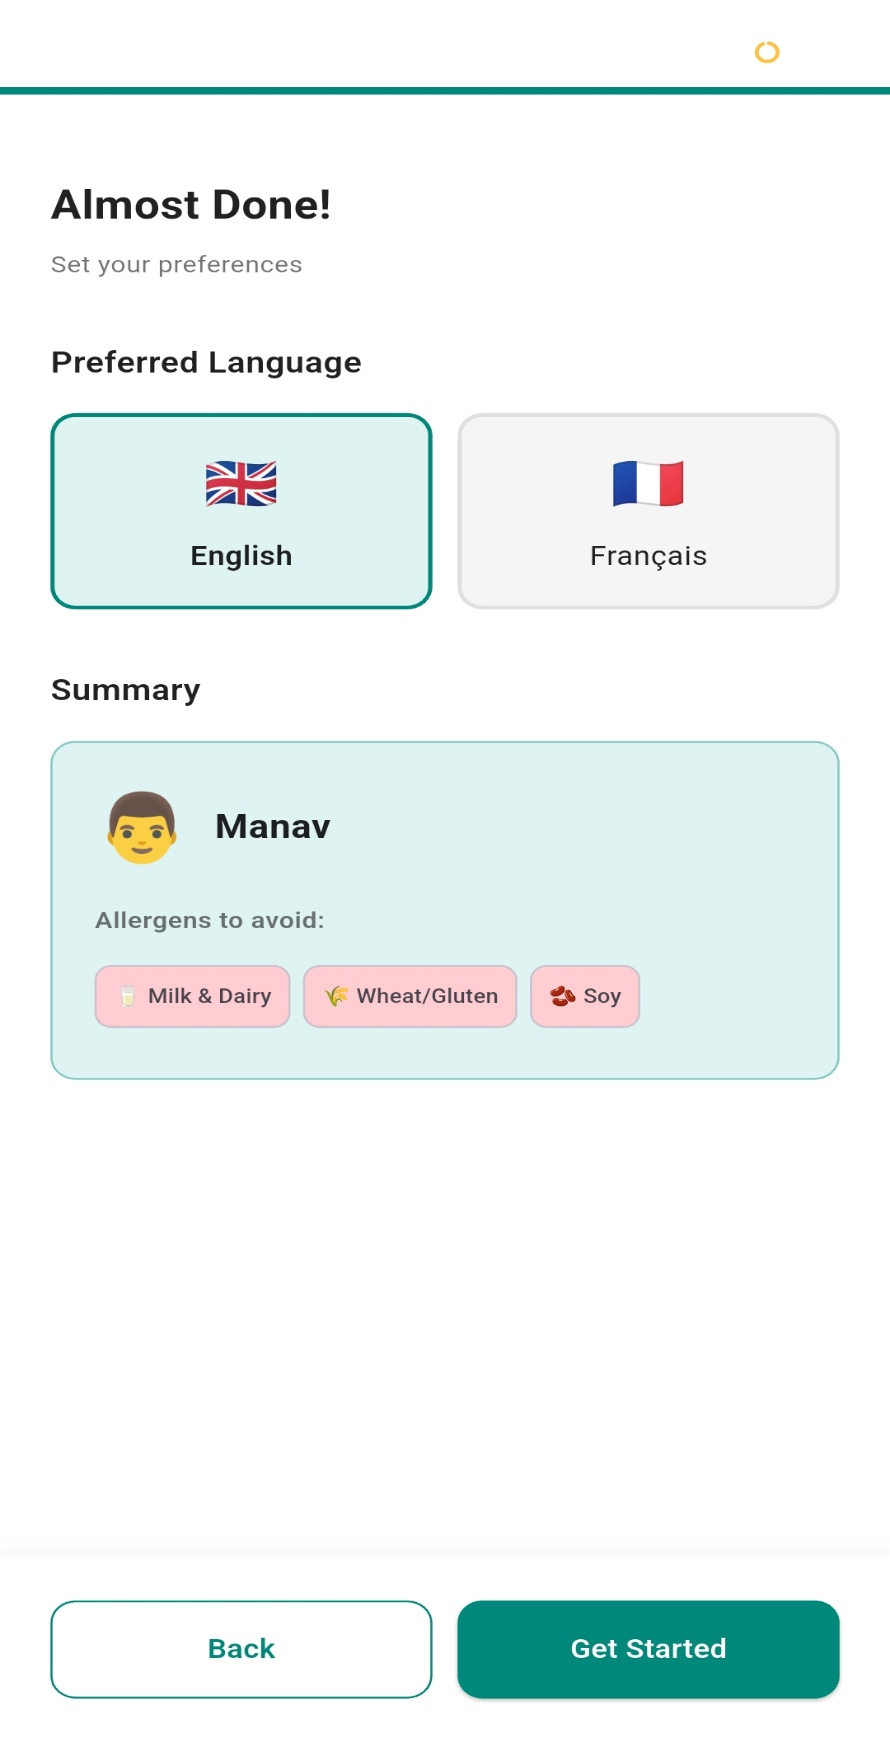 Almost Done!
Set your preferences
Preferred Language
English
Français
Summary
Manav
Allergens to avoid:
Milk & Dairy
Wheat/Gluten
Soy
Back
Get Started